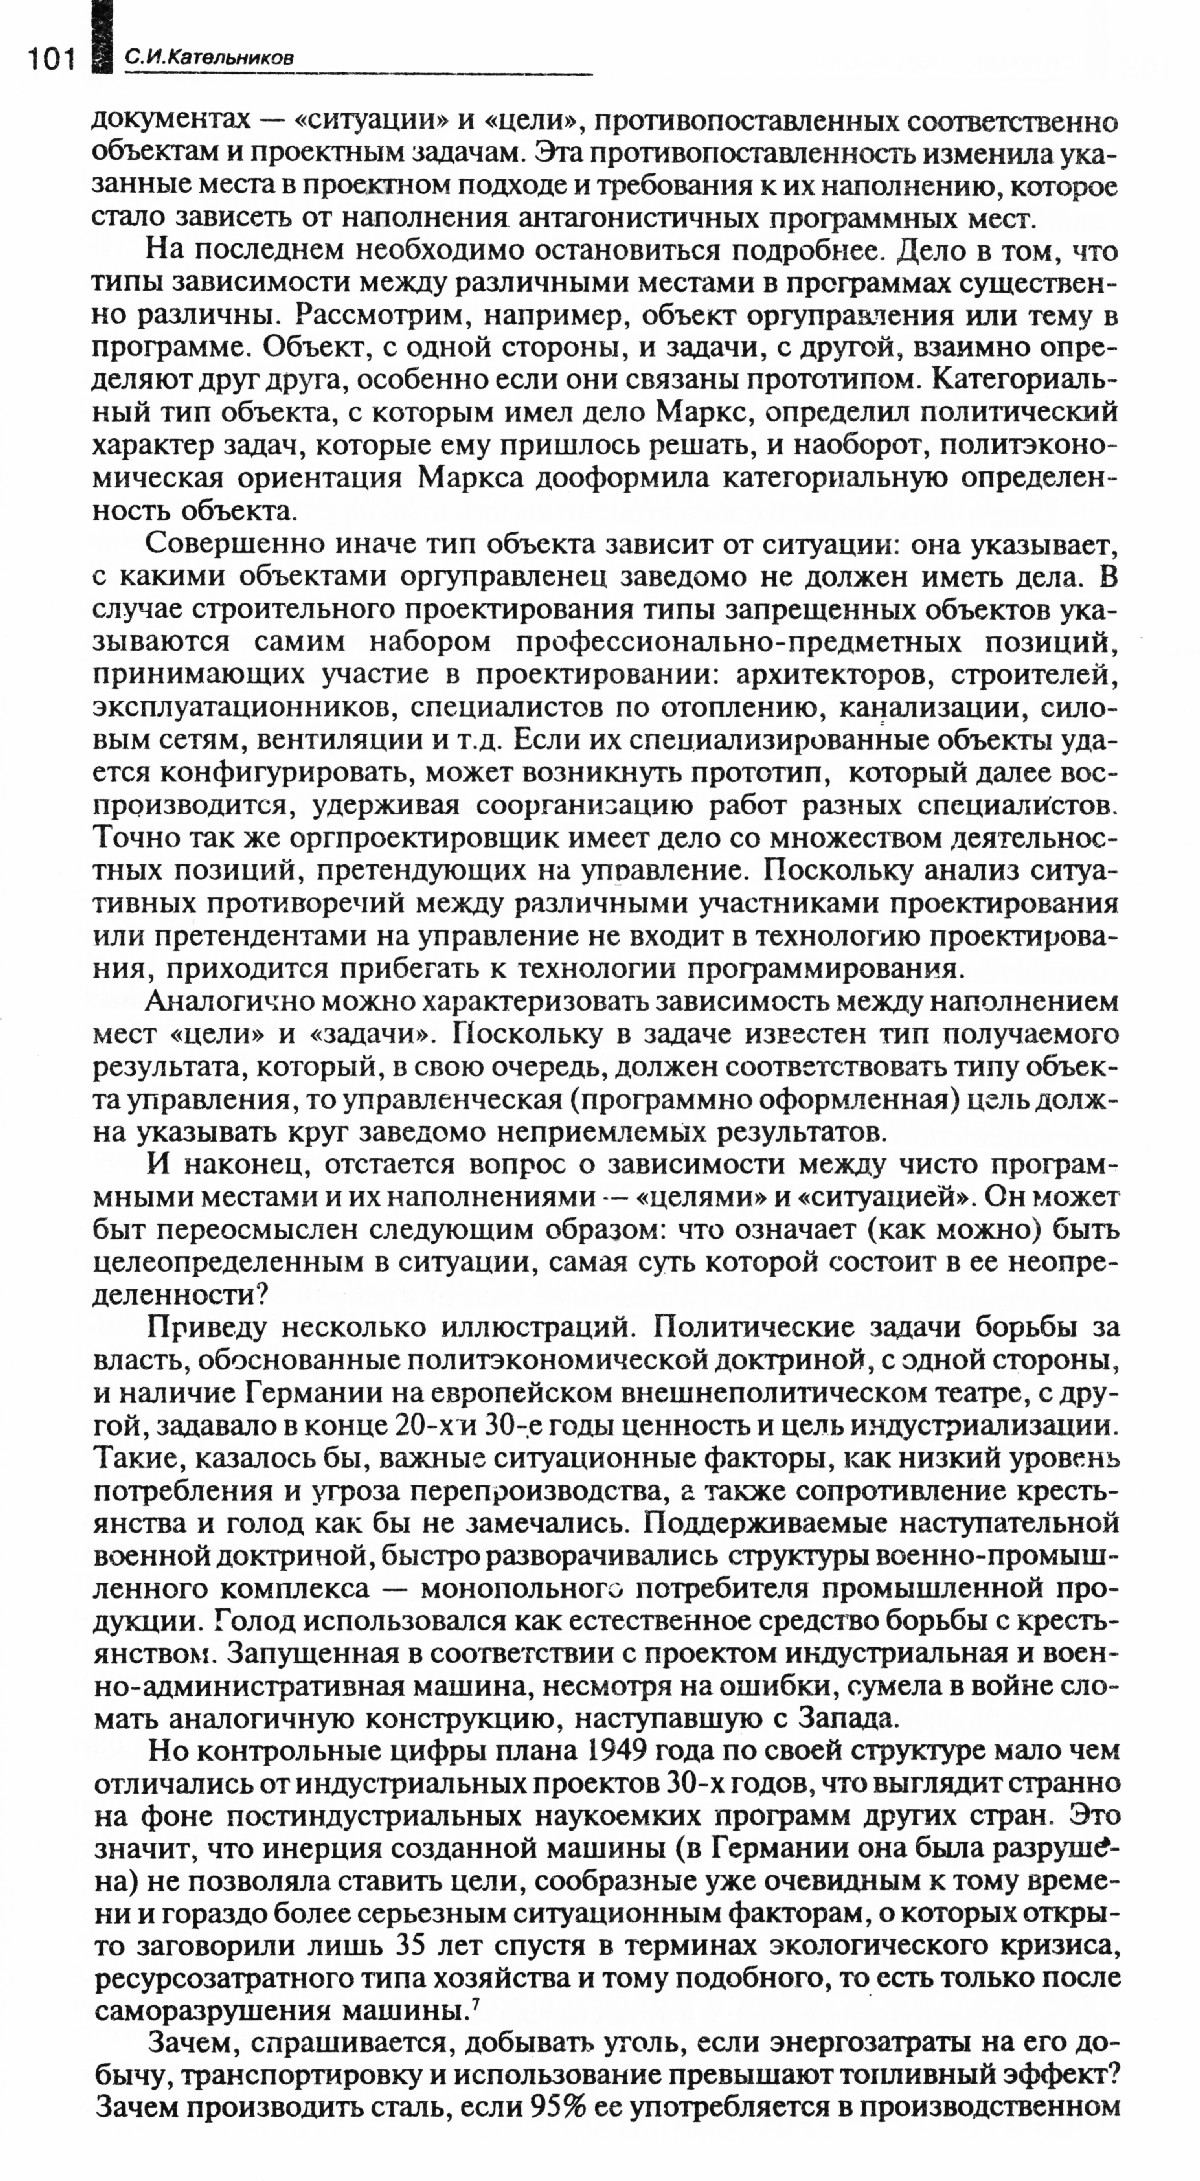 101 С.И.Кательников
документах — «ситуации» и «цели», противопоставленных соответственно
объектам и проектным задачам. Эта противопоставленность изменила ука-
занные места в проектном подходе и требования к их наполнению, которое
стало зависеть от наполнения антагонистичных программных мест.
На последнем необходимо остановиться подробнее. Дело в том, что
типы зависимости между различными местами в программах существен-
но различны. Рассмотрим, например, объект оргуправления или тему в
программе. Объект, с одной стороны, и задачи, с другой, взаимно опре-
деляют друг друга, особенно если они связаны прототипом. Категориаль-
ный тип объекта, с которым имел дело Маркс, определил политический
характер задач, которые ему пришлось решать, и наоборот, политэконо-
мическая ориентация Маркса дооформила категориальную определен-
ность объекта.
Совершенно иначе тип объекта зависит от ситуации: она указывает,
с какими объектами оргуправленец заведомо не должен иметь дела. В
случае строительного проектирования типы запрещенных объектов ука-
зываются самим набором профессионально-предметных позиций,
принимающих участие в проектировании: архитекторов, строителей,
эксплуатационников, специалистов по отоплению, канализации, сило-
вым сетям, вентиляции и т.д. Если их специализированные объекты уда-
ется конфигурировать, может возникнуть прототип, который далее вос-
производится, удерживая соорганизацию работ разных специалистов.
Точно так же оргпроектировщик имеет дело со множеством деятельнос-
тных позиций, претендующих на управление. Поскольку анализ ситуа-
тивных противоречий между различными участниками проектирования
или претендентами на управление не входит в технологию проектирова-
ния, приходится прибегать к технологии программирования.
Аналогично можно характеризовать зависимость между наполнением
мест «цели» и «задачи». Поскольку в задаче известен тип получаемого
результата, который, в свою очередь, должен соответствовать типу объек-
та управления, то управленческая (программно оформленная) цель долж-
на указывать круг заведомо неприемлемых результатов.
И наконец, отстается вопрос о зависимости между чисто програм-
мными местами и их наполнениями — «целями» и «ситуацией». Он может
быт переосмыслен следующим образом: что означает (как можно) быть
целеопределенным в ситуации, самая суть которой состоит в ее неопре-
деленности?
Приведу несколько иллюстраций. Политические задачи борьбы за
власть, обоснованные политэкономической доктриной, с одной стороны,
и наличие Германии на европейском внешнеполитическом театре, с дру-
гой, задавало в конце 20-х и 30-е годы ценность и цель индустриализации.
Такие, казалось бы, важные ситуационные факторы, как низкий уровень
потребления и угроза перепроизводства, а также сопротивление кресть-
янства и голод как бы не замечались. Поддерживаемые наступательной
военной доктриной, быстро разворачивались структуры военно-промыш-
ленного комплекса — монопольного потребителя промышленной про-
дукции. Голод использовался как естественное средство борьбы с кресть-
янством. Запущенная в соответствии с проектом индустриальная и воен-
но-административная машина, несмотря на ошибки, сумела в войне сло-
мать аналогичную конструкцию, наступавшую с Запада.
Но контрольные цифры плана 1949 года по своей структуре мало чем
отличались от индустриальных проектов 30-х годов, что выглядит странно
на фоне постиндустриальных наукоемких программ других стран. Это
значит, что инерция созданной машины (в Германии она была разруше-
на) не позволяла ставить цели, сообразные уже очевидным к тому време-
ни и гораздо более серьезным ситуационным факторам, о которых откры-
то заговорили лишь 35 лет спустя в терминах экологического кризиса,
ресурсозатратного типа хозяйства и тому подобного, то есть только после
саморазрушения машины.⁷
Зачем, спрашивается, добывать уголь, если энергозатраты на его до-
бычу, транспортировку и использование превышают топливный эффект?
Зачем производить сталь, если 95% ее употребляется в производственном